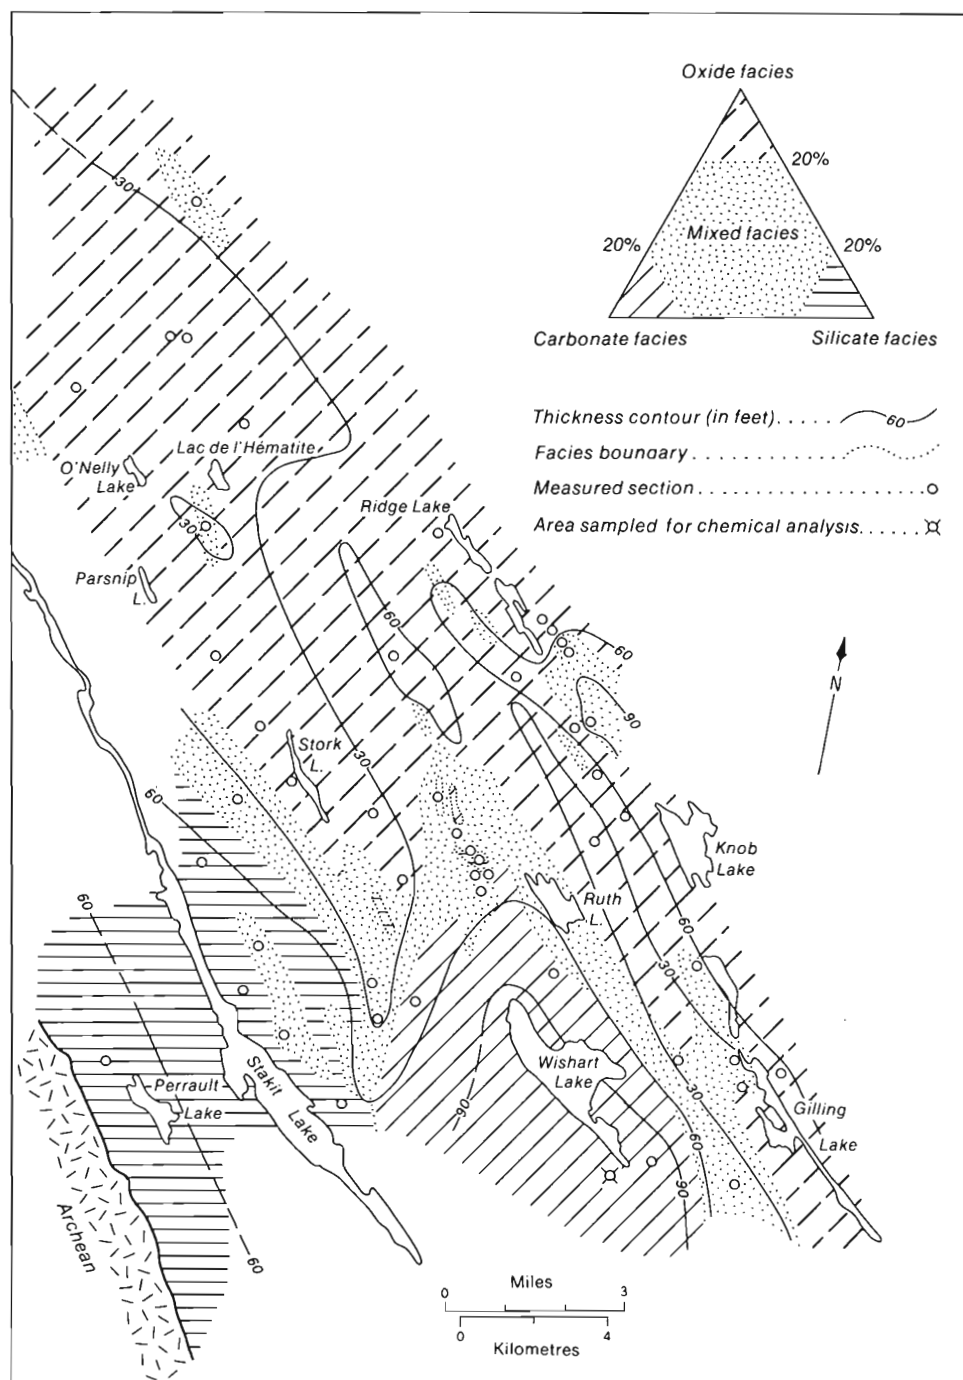 Oxide facies
20%
Mixed facies
20%
20%
Carbonate facies
Silicate facies
Thickness contour (in feet)..... 60
Facies boundary
Measured section
Area sampled for chemical analysis
30
Lac de l'Hématite
O'Nelly
Lake
30
Ridge Lake
Parsnip
L.
60
60
N
90
Stork
L.
30
60
Knob
Lake
60
Ruth
L.
60
30
Wishart
Lake
Stakit
Lake
Perrault
Lake
90
30
Gilling
Lake
60
90
Archean
60
Miles
0 3
0 4
Kilometres